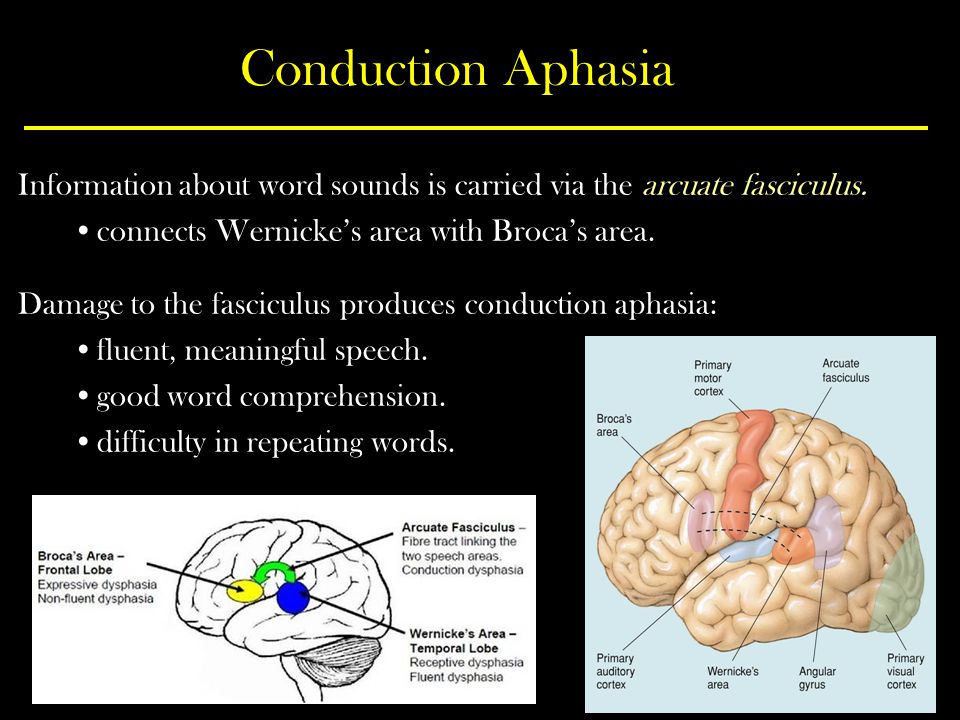 Conduction Aphasia
Information about word sounds is carried via the arcuate fasciculus.
• connects Wernicke's area with Broca's area.
Damage to the fasciculus produces conduction aphasia:
• fluent, meaningful speech.
• good word comprehension.
• difficulty in repeating words.
Broca's Area –
Frontal Lobe
Expressive dysphasia
Non-fluent dysphasia
Arcuate Fasciculus –
Fibre tract linking the
two speech areas.
Conduction dysphasia
Wernicke's Area –
Temporal Lobe
Receptive dysphasia
Fluent dysphasia
Primary
motor
cortex
Arcuate
fasciculus
Broca's
area
Primary
auditory
cortex
Wernicke's
area
Angular
gyrus
Primary
visual
cortex